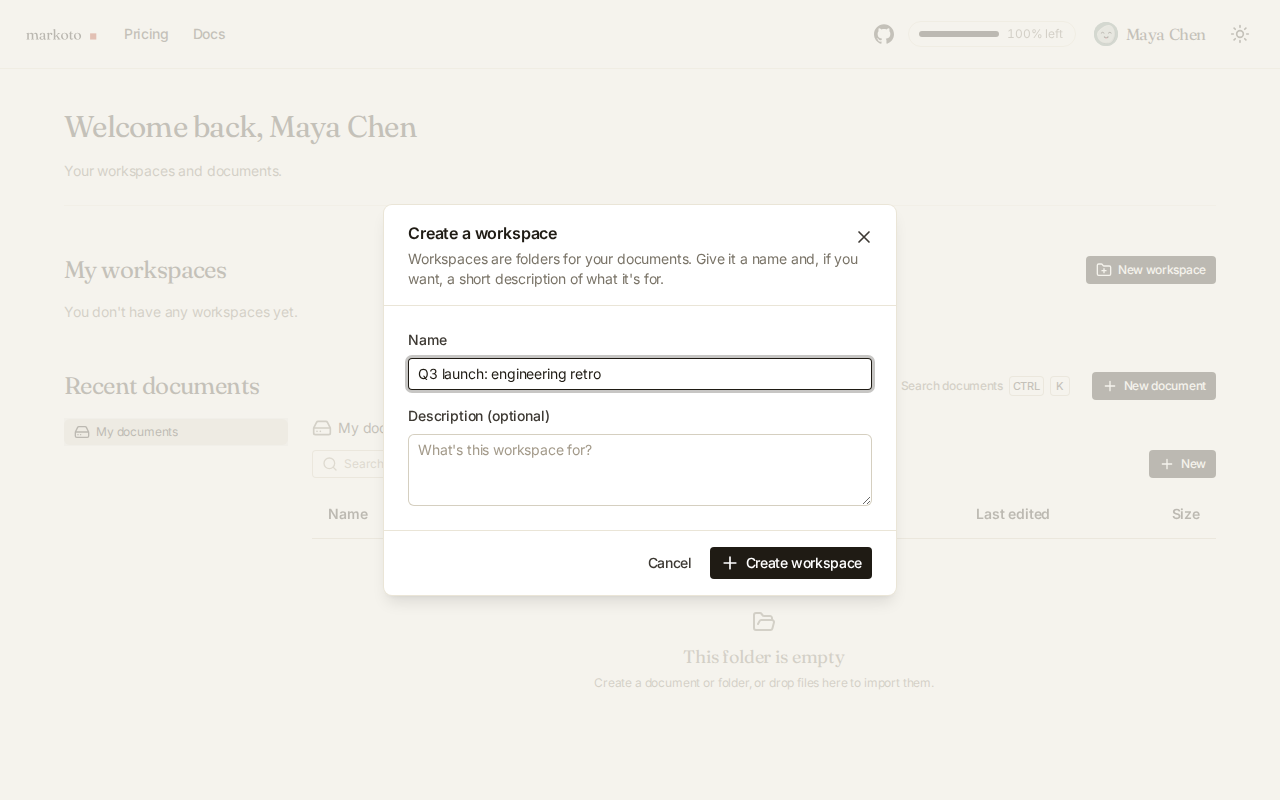 markoto
Pricing
Docs
100% left
Maya Chen
Welcome back, Maya Chen
Your workspaces and documents.
My workspaces
New workspace
You don't have any workspaces yet.
Recent documents
Search documents
CTRL
K
New document
My documents
My doc
Search
New
Name
Last edited
Size
This folder is empty
Create a document or folder, or drop files here to import them.
Create a workspace
Workspaces are folders for your documents. Give it a name and, if you
want, a short description of what it's for.
Name
Q3 launch: engineering retro
Description (optional)
What's this workspace for?
Cancel
Create workspace